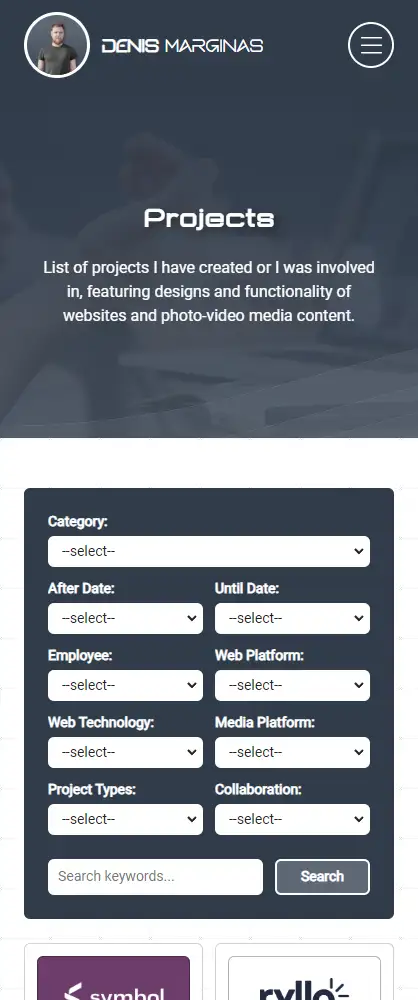 DENIS MARGINAS
Projects
List of projects I have created or I was involved
in, featuring designs and functionality of
websites and photo-video media content.
Category:
--select--
After Date: Until Date:
--select-- --select--
Employee: Web Platform:
--select-- --select--
Web Technology: Media Platform:
--select-- --select--
Project Types: Collaboration:
--select-- --select--
Search keywords... Search
symbol ryllo